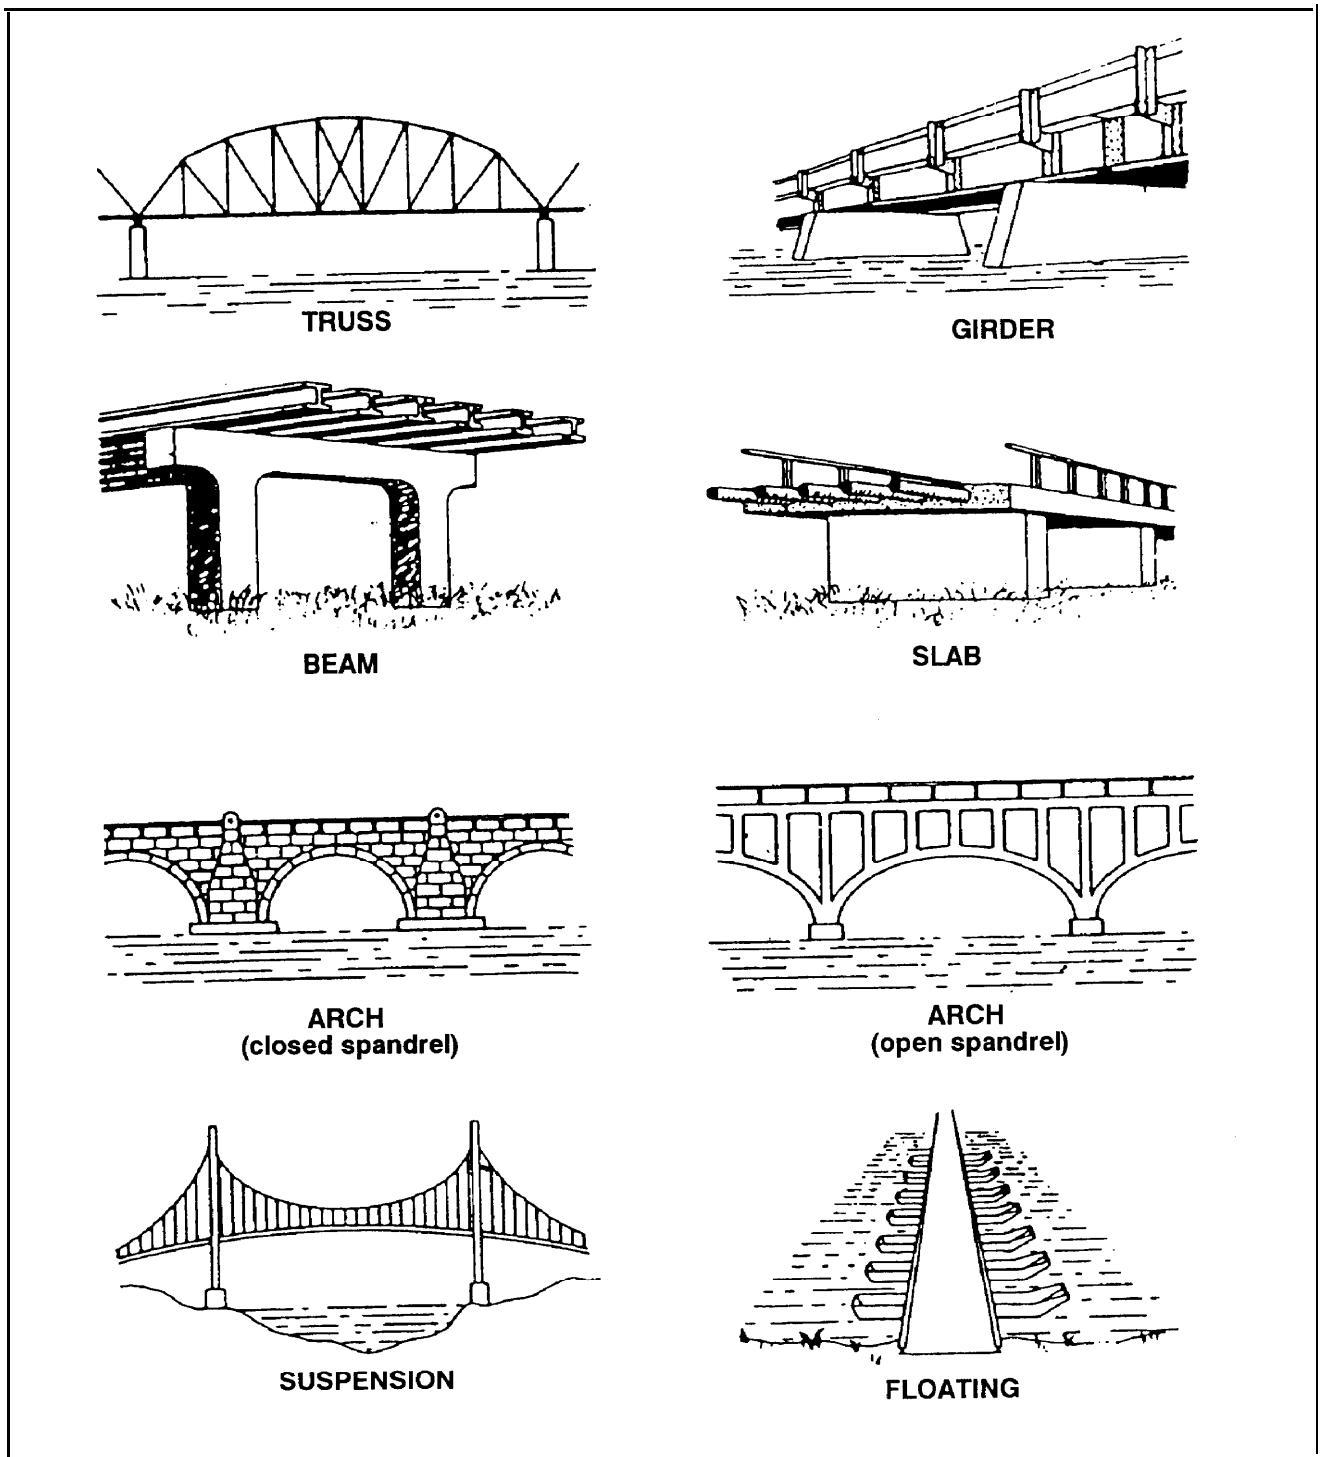 TRUSS
GIRDER
BEAM
SLAB
ARCH
(closed spandrel)
ARCH
(open spandrel)
SUSPENSION
FLOATING